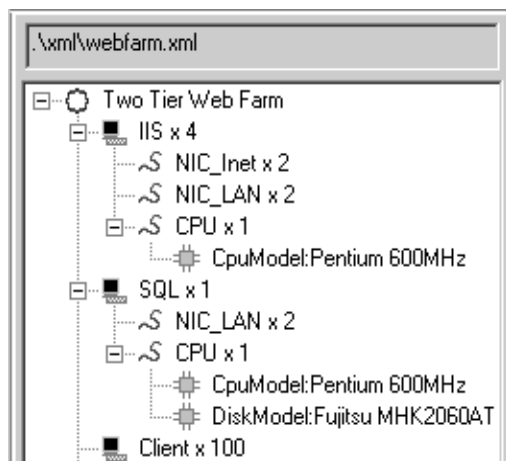 .\xml\webfarm.xml
Two Tier Web Farm
IIS x 4
NIC_Inet x 2
NIC_LAN x 2
CPU x 1
CpuModel:Pentium 600MHz
SQL x 1
NIC_LAN x 2
CPU x 1
CpuModel:Pentium 600MHz
DiskModel:Fujitsu MHK2060AT
Client x 100